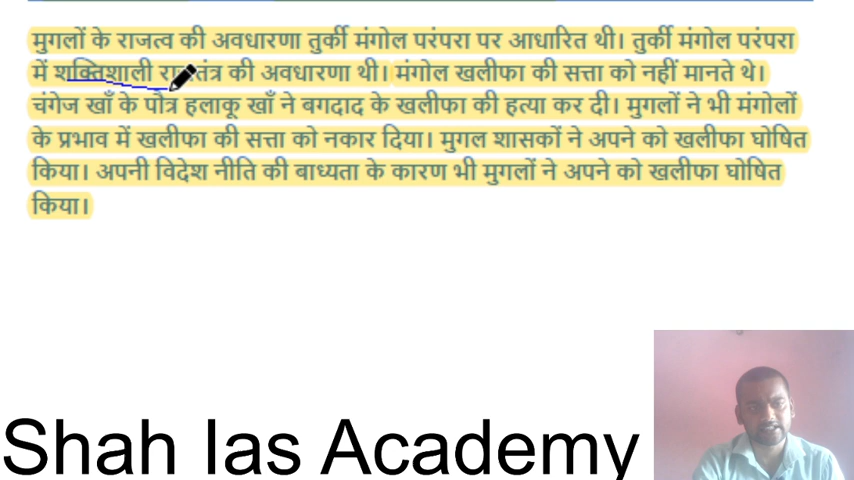 मुगलों के राजत्व की अवधारणा तुर्की मंगोल परंपरा पर आधारित थी। तुर्की मंगोल परंपरा
में शक्तिशाली की अवधारणा थी। मंगोल खलीफा की सत्ता को नहीं मानते थे।
चंगेज खाँ के पौत्र हलाकू खाँ ने बगदाद के खलीफा की हत्या कर दी। मुगलों ने भी मंगोलों
के प्रभाव में खलीफा की सत्ता को नकार दिया। मुगल शासकों ने अपने को खलीफा घोषित
किया। अपनी विदेश नीति की बाध्यता के कारण भी मुगलों ने अपने को खलीफा घोषित
किया।
Shah Ias Academy